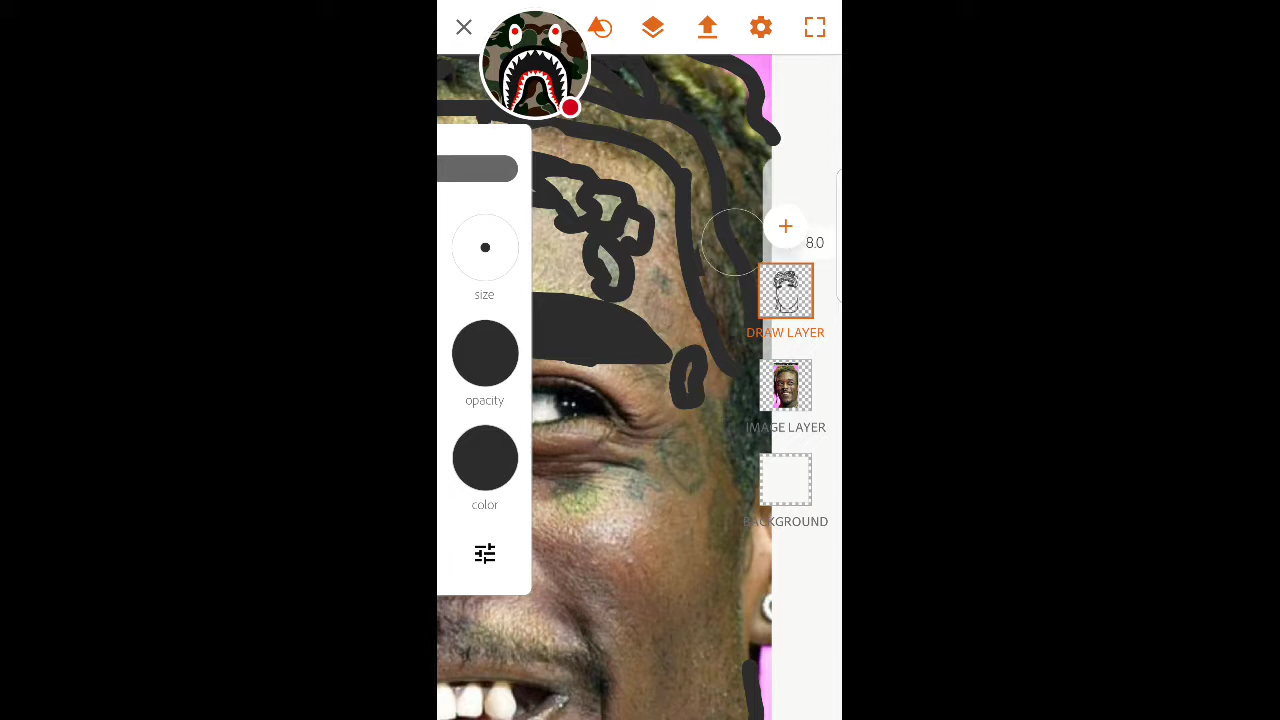 8.0
size
DRAW LAYER
opacity
IMAGE LAYER
color
BACKGROUND